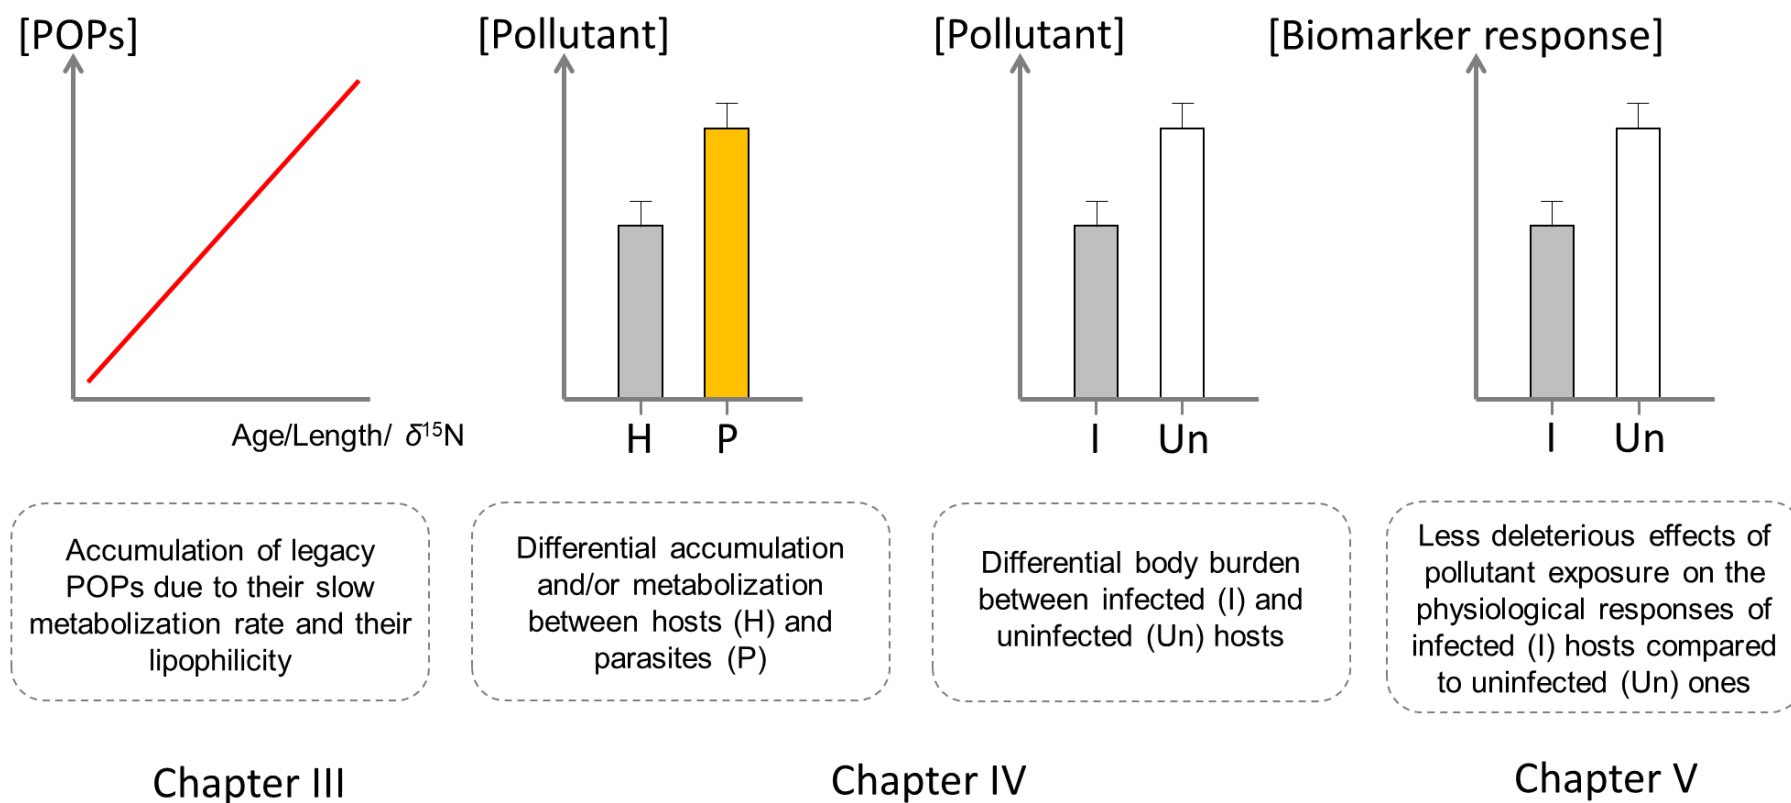 [POPs]
Age/Length/ δ¹⁵N
Accumulation of legacy
POPs due to their slow
metabolization rate and their
lipophilicity
Chapter III
[Pollutant]
H P
Differential accumulation
and/or metabolization
between hosts (H) and
parasites (P)
[Pollutant]
I Un
Differential body burden
between infected (I) and
uninfected (Un) hosts
Chapter IV
[Biomarker response]
I Un
Less deleterious effects of
pollutant exposure on the
physiological responses of
infected (I) hosts compared
to uninfected (Un) ones
Chapter V